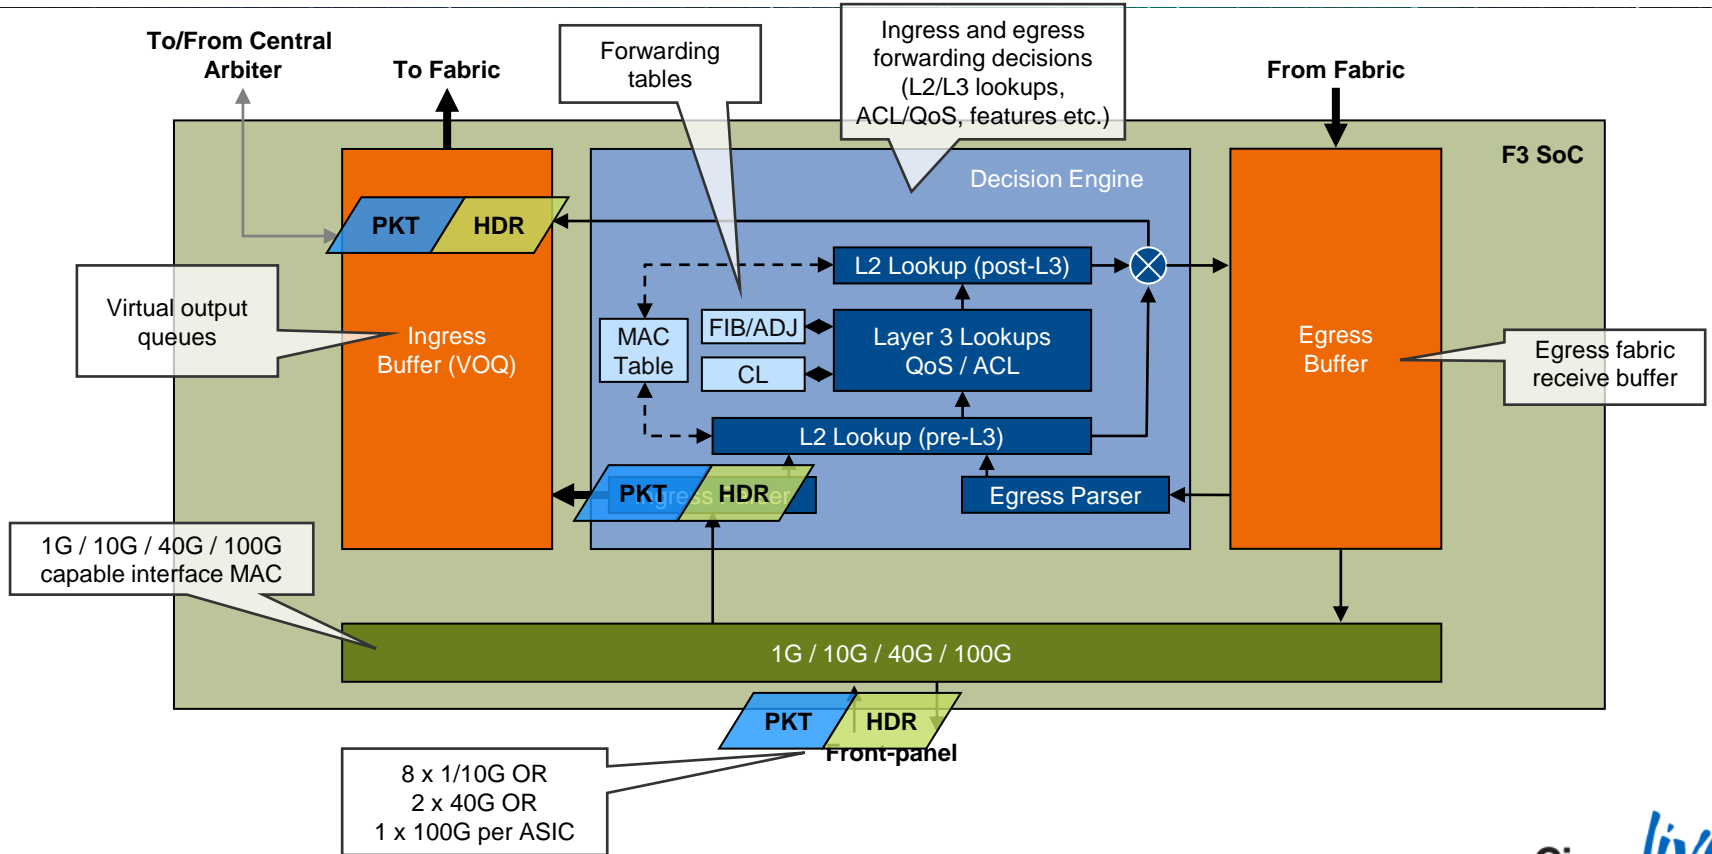 To/From Central
Arbiter
To Fabric
Forwarding
tables
Ingress and egress
forwarding decisions
(L2/L3 lookups,
ACL/QoS, features etc.)
From Fabric
F3 SoC
Decision Engine
PKT
HDR
L2 Lookup (post-L3)
Virtual output
queues
Ingress
Buffer (VOQ)
MAC
Table
FIB/ADJ
CL
Layer 3 Lookups
QoS / ACL
Egress
Buffer
Egress fabric
receive buffer
L2 Lookup (pre-L3)
PKT
HDR
Egress Parser
1G / 10G / 40G / 100G
capable interface MAC
1G / 10G / 40G / 100G
PKT
HDR
Front-panel
8 x 1/10G OR
2 x 40G OR
1 x 100G per ASIC